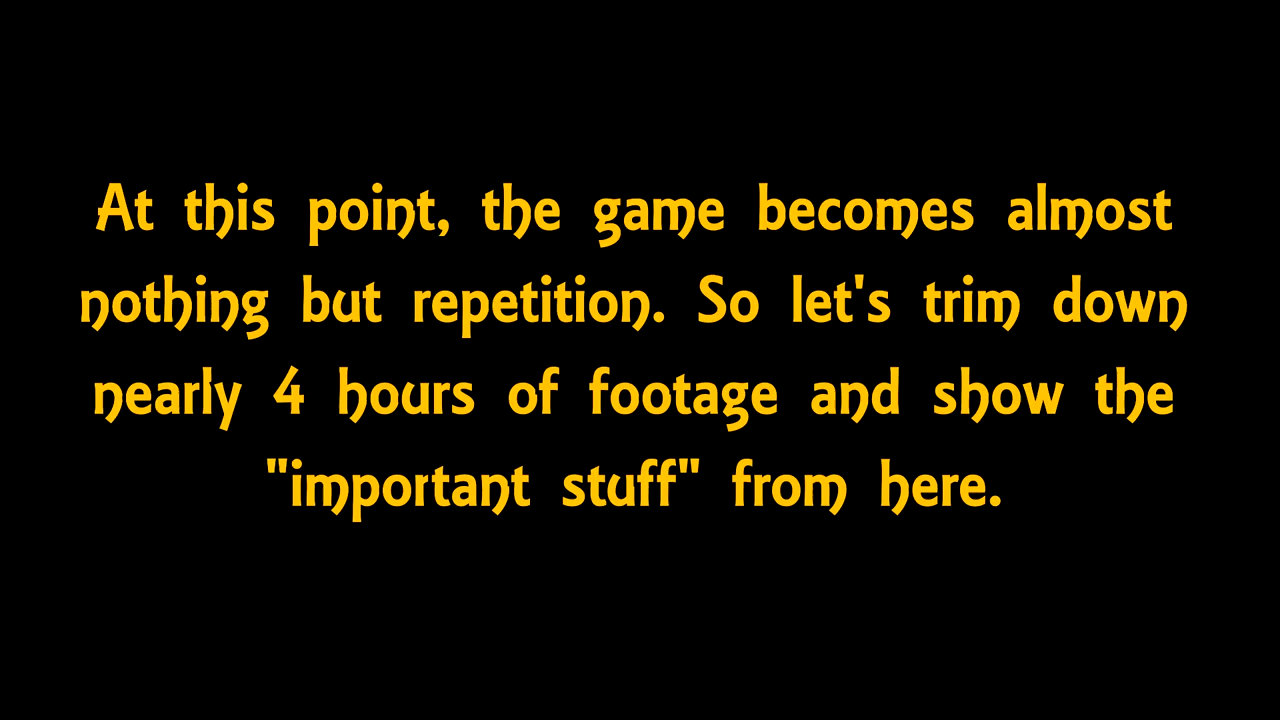 At this point, the game becomes almost
nothing but repetition. So let's trim down
nearly 4 hours of footage and show the
"important stuff" from here.